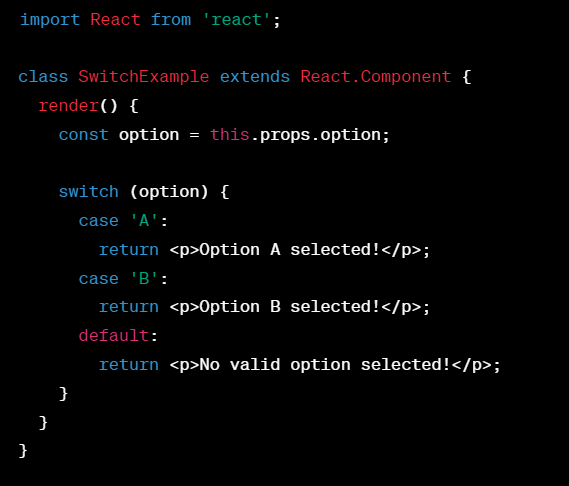 import React from 'react';
class SwitchExample extends React.Component {
render() {
const option = this.props.option;
switch (option) {
case 'A':
return <p>Option A selected!</p>;
case 'B':
return <p>Option B selected!</p>;
default:
return <p>No valid option selected!</p>;
}
}
}